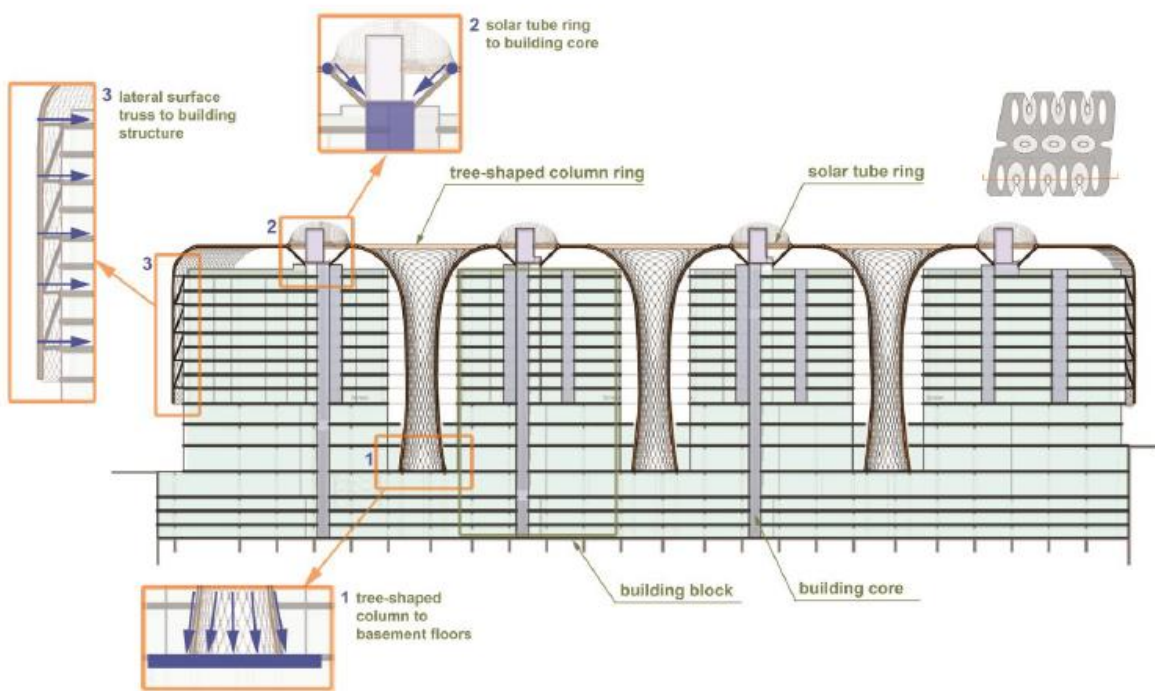 2 solar tube ring
to building core
3 lateral surface
truss to building
structure
tree-shaped column ring
solar tube ring
2
3
1
building block
building core
1 tree-shaped
column to
basement floors